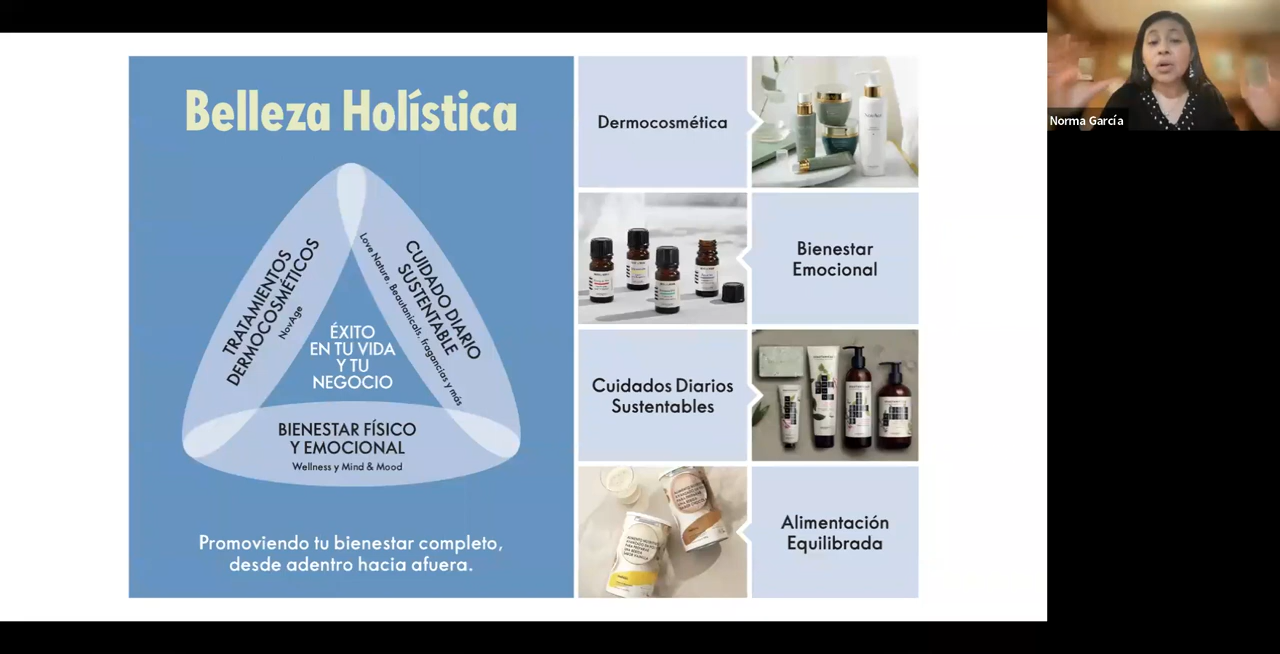 Belleza Holística
TRATAMIENTOS
DERMOCOSMÉTICOS
NovAge
CUIDADO DIARIO
SUSTENTABLE
Love Nature, Beautanicals, fragancias y más
ÉXITO
EN TU VIDA
Y TU
NEGOCIO
BIENESTAR FÍSICO
Y EMOCIONAL
Wellness y Mind & Mood
Promoviendo tu bienestar completo,
desde adentro hacia afuera.
Dermocosmética
Bienestar
Emocional
Cuidados Diarios
Sustentables
Alimentación
Equilibrada
Norma García